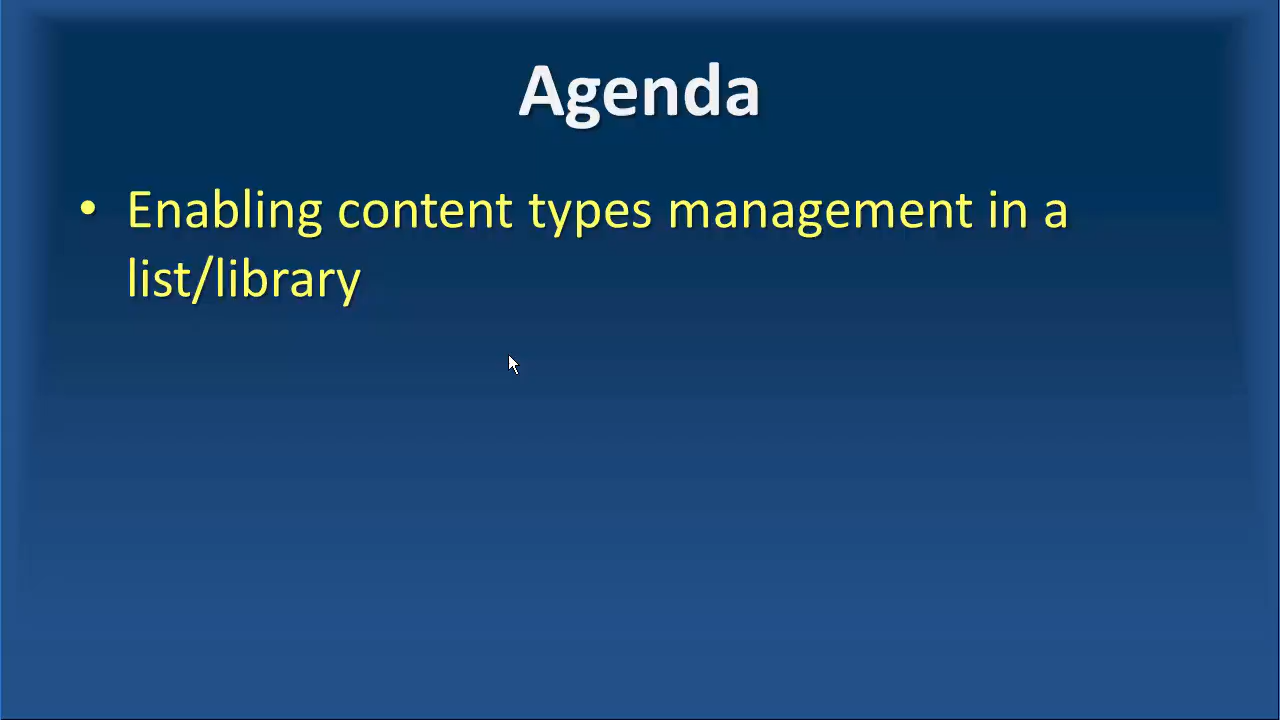 Agenda
• Enabling content types management in a
list/library